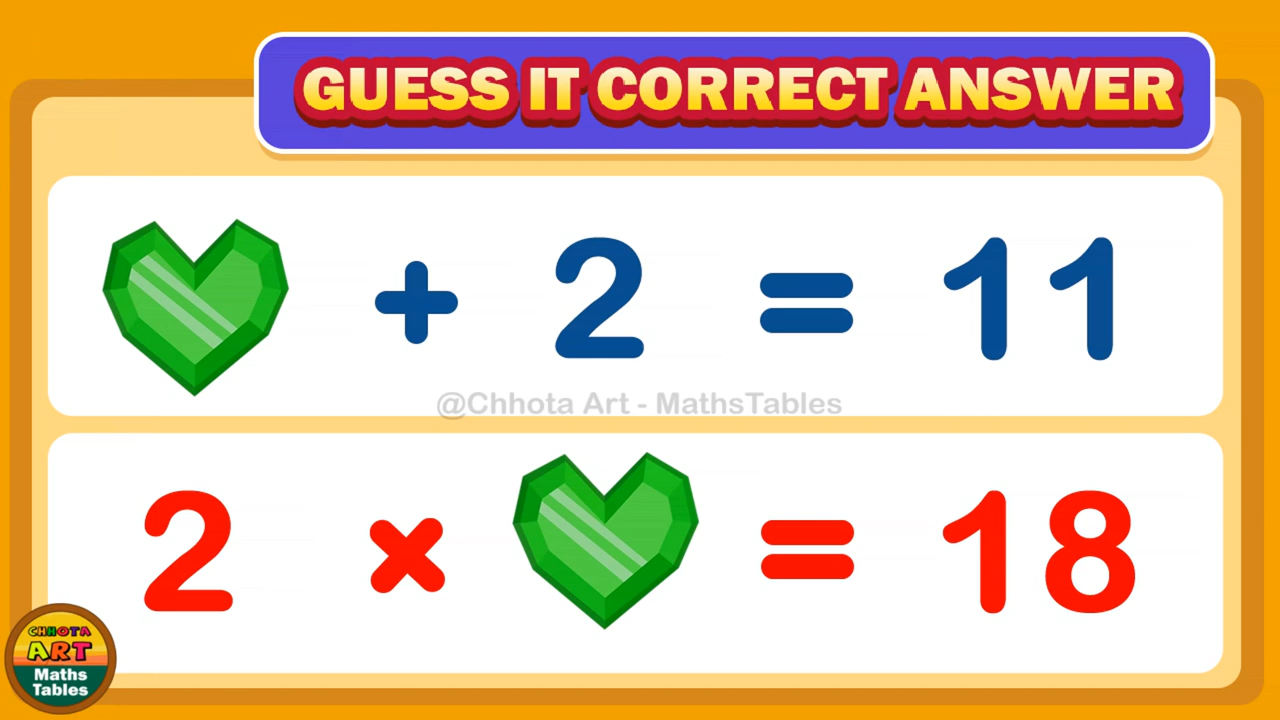 GUESS IT CORRECT ANSWER
+ 2 = 11
@Chhota Art - MathsTables
2 × = 18
CHHOTA
ART
Maths
Tables